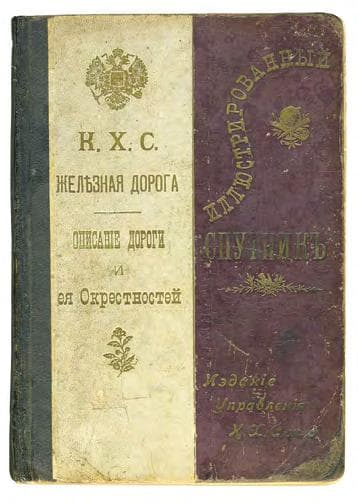 К. Х. С.
ЖЕЛѢЗНАЯ ДОРОГА
ОПИСАНІЕ ДОРОГИ
И
ея Окрестностей
ИЛЛЮСТРИРОВАННЫЙ
СПУТНИКЪ
Изданіе
Управленія